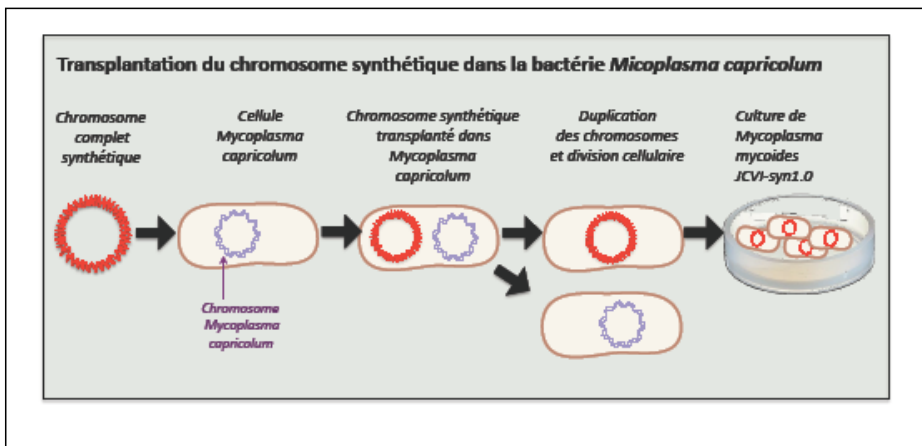 Transplantation du chromosome synthétique dans la bactérie Micoplasma capricolum
Chromosome
complet
synthétique
Cellule
Mycoplasma
capricolum
Chromosome synthétique
transplanté dans
Mycoplasma
capricolum
Duplication
des chromosomes
et division cellulaire
Culture de
Mycoplasma
mycoides
JCVI-syn1.0
Chromosome
Mycoplasma
capricolum